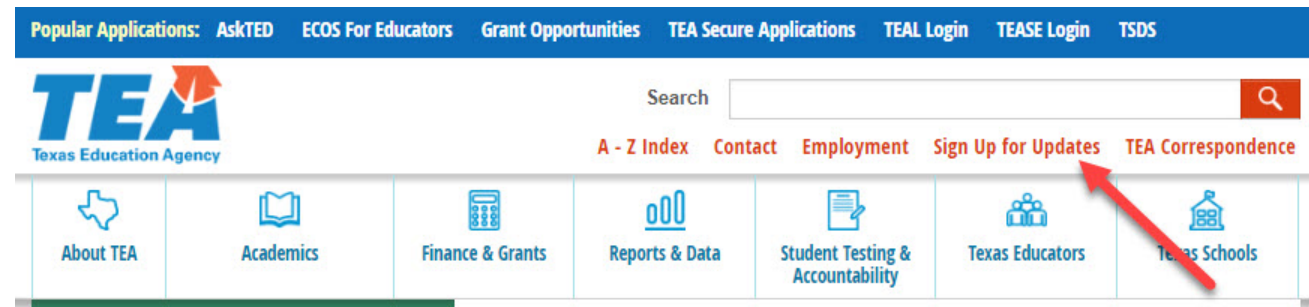 Popular Applications: AskTED ECOS For Educators Grant Opportunities TEA Secure Applications TEAL Login TEASE Login TSDS
TEA
Texas Education Agency
Search
A - Z Index Contact Employment Sign Up for Updates TEA Correspondence
About TEA Academics Finance & Grants Reports & Data Student Testing & Accountability Texas Educators Texas Schools